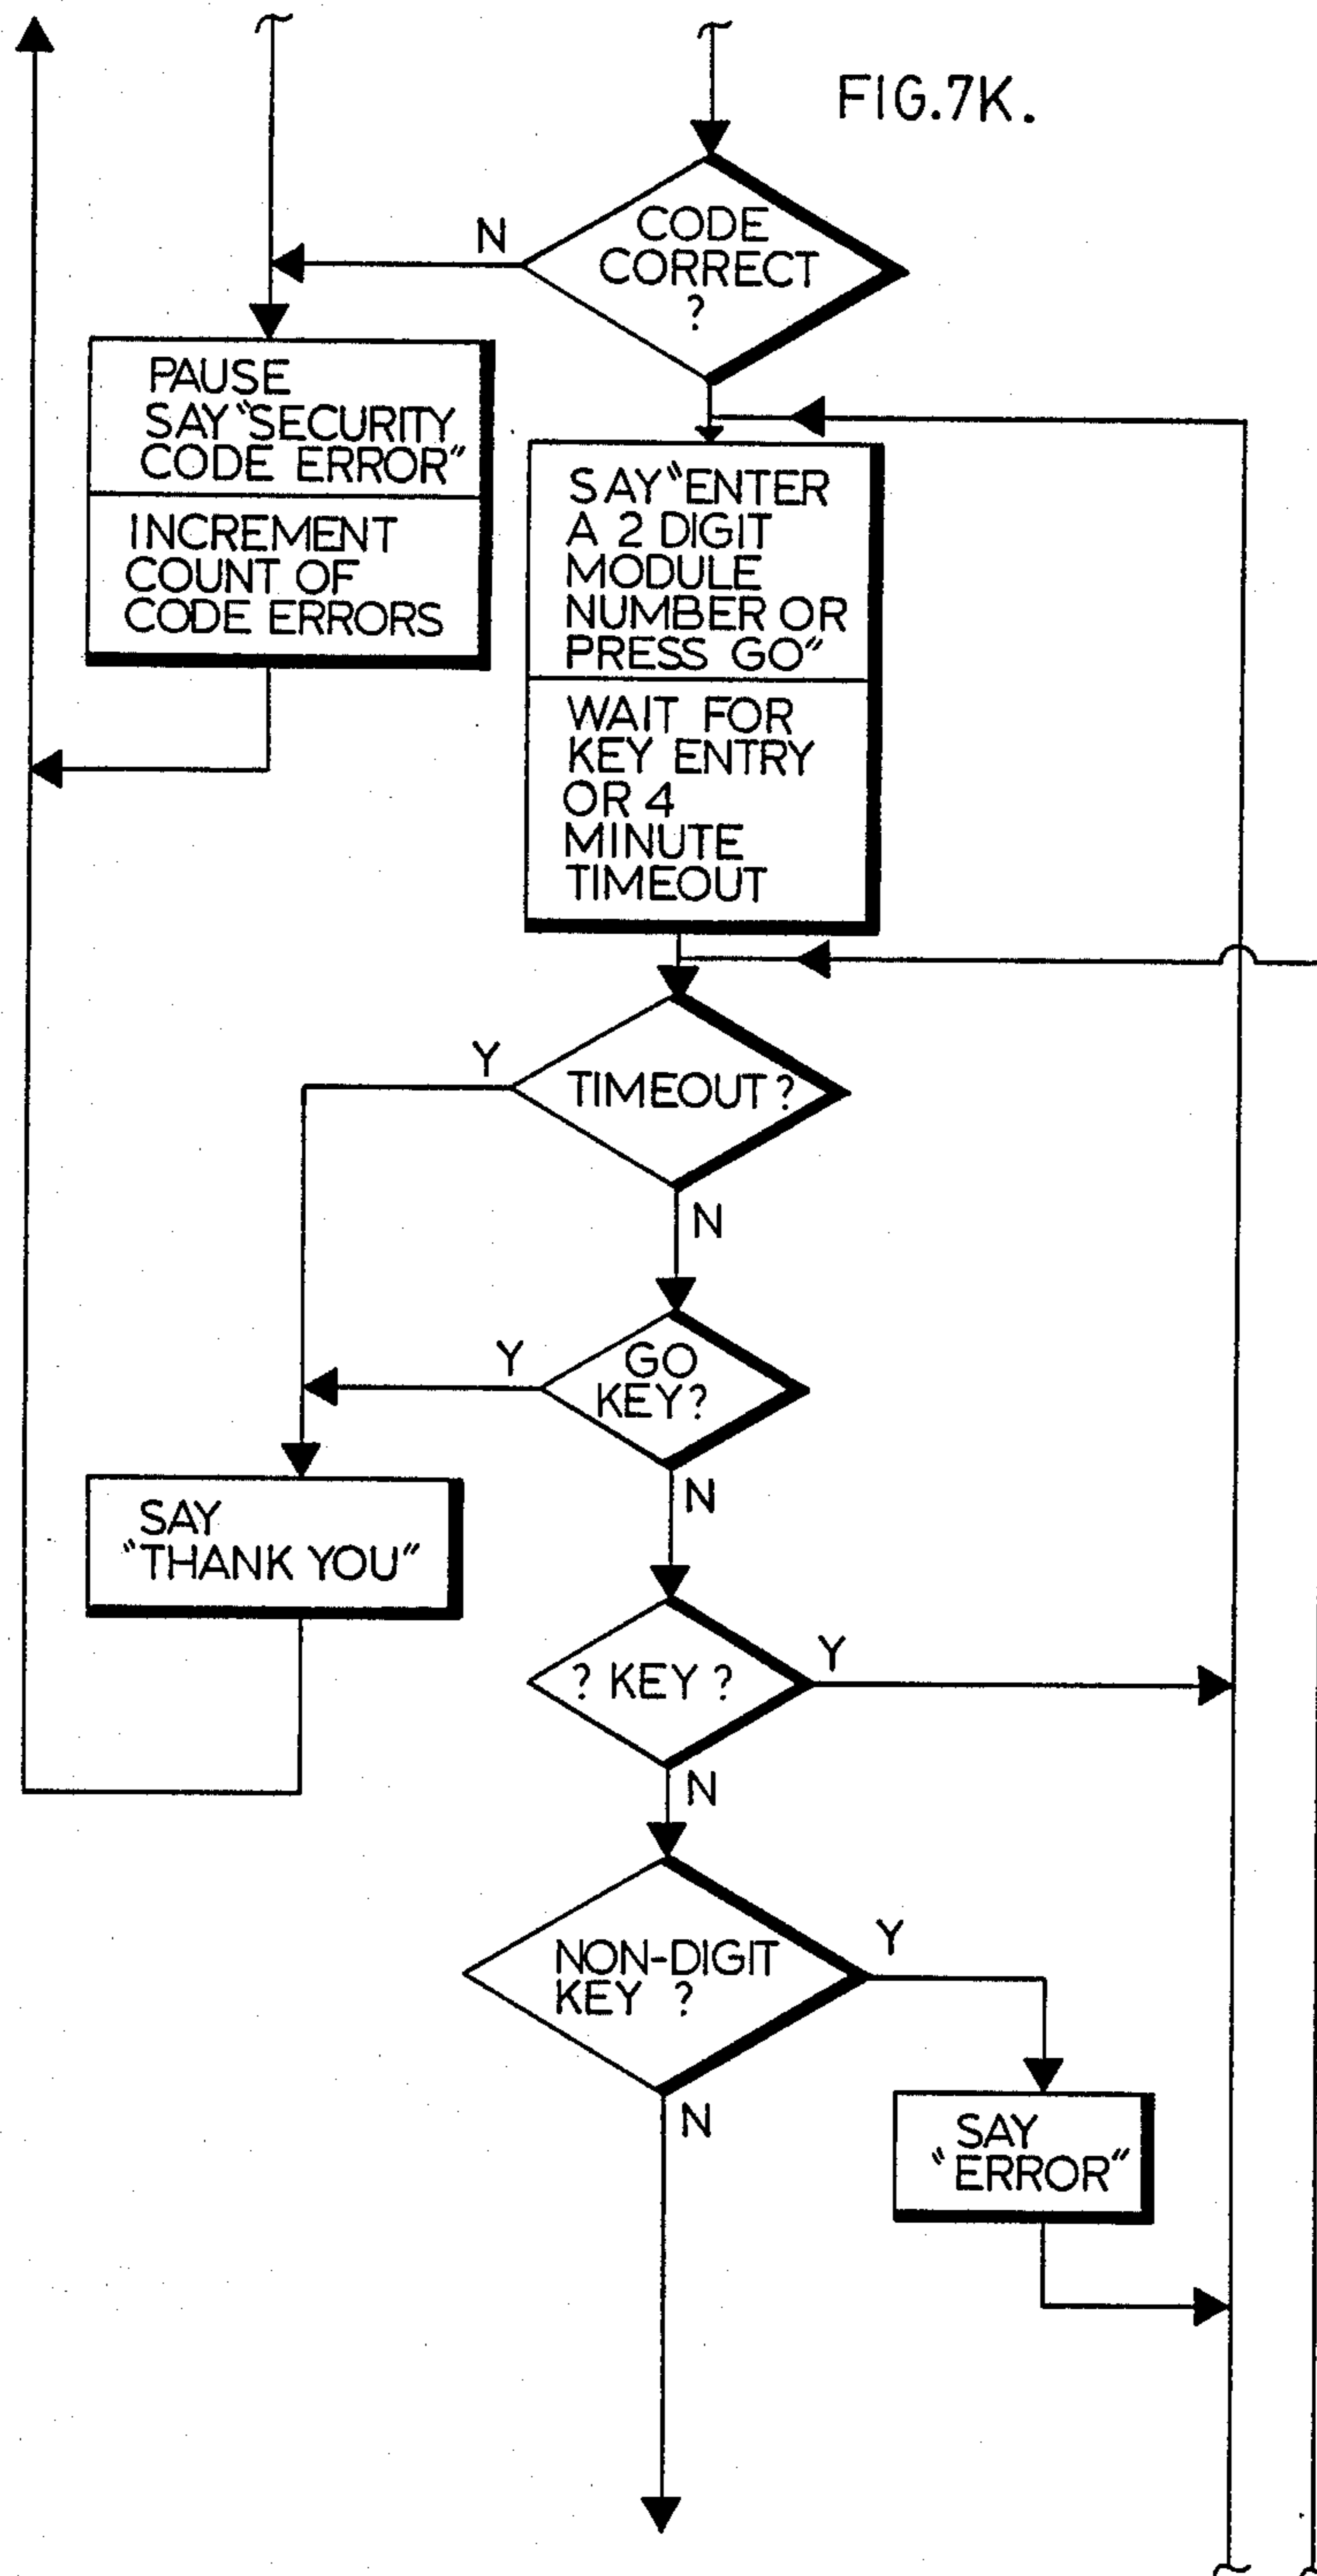 FIG.7K.
CODE
CORRECT
?
N
PAUSE
SAY "SECURITY
CODE ERROR"
INCREMENT
COUNT OF
CODE ERRORS
SAY "ENTER
A 2 DIGIT
MODULE
NUMBER OR
PRESS GO"
WAIT FOR
KEY ENTRY
OR 4
MINUTE
TIMEOUT
TIMEOUT?
Y
N
GO
KEY?
Y
N
SAY
"THANK YOU"
? KEY ?
Y
N
NON-DIGIT
KEY ?
Y
N
SAY
"ERROR"